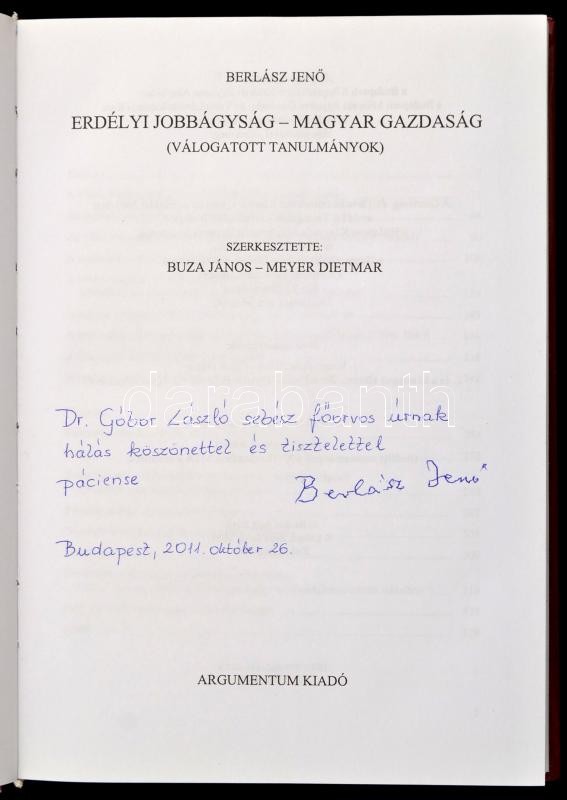 BERLÁSZ JENŐ
ERDÉLYI JOBBÁGYSÁG – MAGYAR GAZDASÁG
(VÁLOGATOTT TANULMÁNYOK)
SZERKESZTETTE:
BUZA JÁNOS – MEYER DIETMAR
darabanth
Dr. Gábor László sebész főorvos úrnak
hálás köszönettel és tisztelettel
páciense
Berlász Jenő
Budapest, 2011. október 26.
ARGUMENTUM KIADÓ